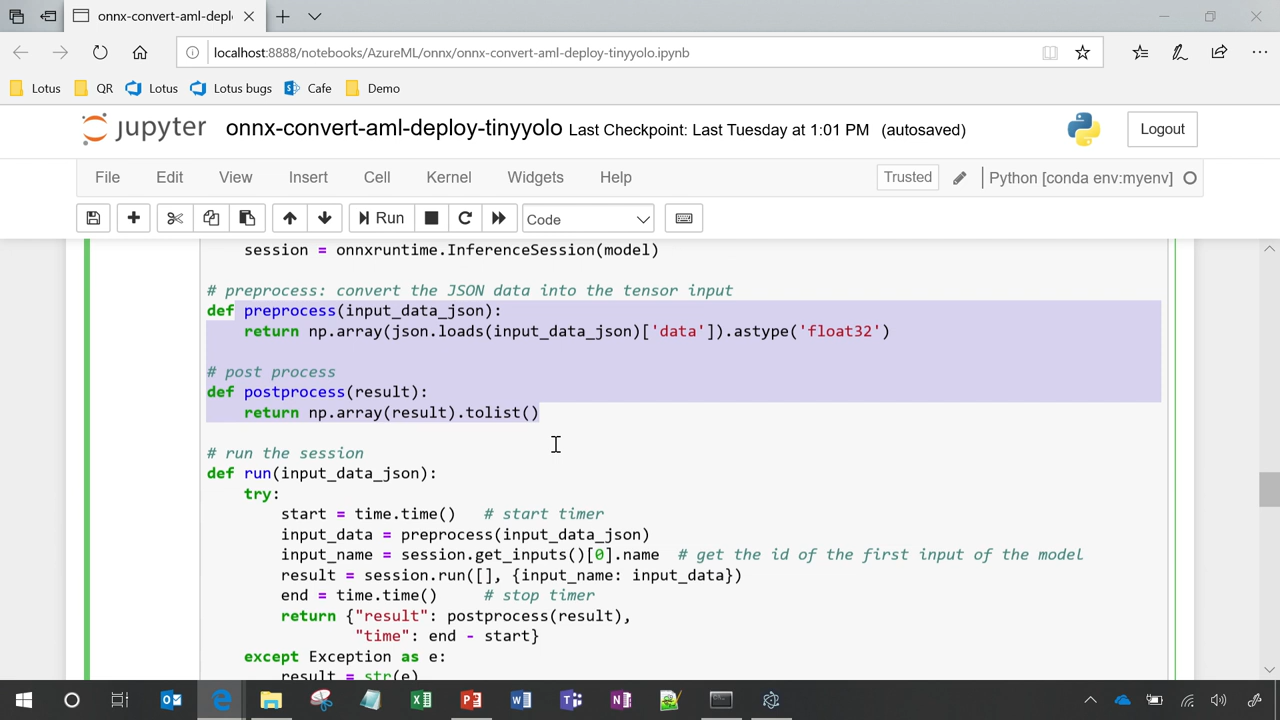 onnx-convert-aml-depl
localhost:8888/notebooks/AzureML/onnx/onnx-convert-aml-deploy-tinyyolo.ipynb
Lotus QR Lotus Lotus bugs Cafe Demo
jupyter onnx-convert-aml-deploy-tinyyolo Last Checkpoint: Last Tuesday at 1:01 PM (autosaved) Logout
File Edit View Insert Cell Kernel Widgets Help Trusted Python [conda env:myenv]
Run Code
session = onnxruntime.InferenceSession(model)
# preprocess: convert the JSON data into the tensor input
def preprocess(input_data_json):
return np.array(json.loads(input_data_json)['data']).astype('float32')
# post process
def postprocess(result):
return np.array(result).tolist()
# run the session
def run(input_data_json):
try:
start = time.time() # start timer
input_data = preprocess(input_data_json)
input_name = session.get_inputs()[0].name # get the id of the first input of the model
result = session.run([], {input_name: input_data})
end = time.time() # stop timer
return {"result": postprocess(result),
"time": end - start}
except Exception as e:
result = str(e)